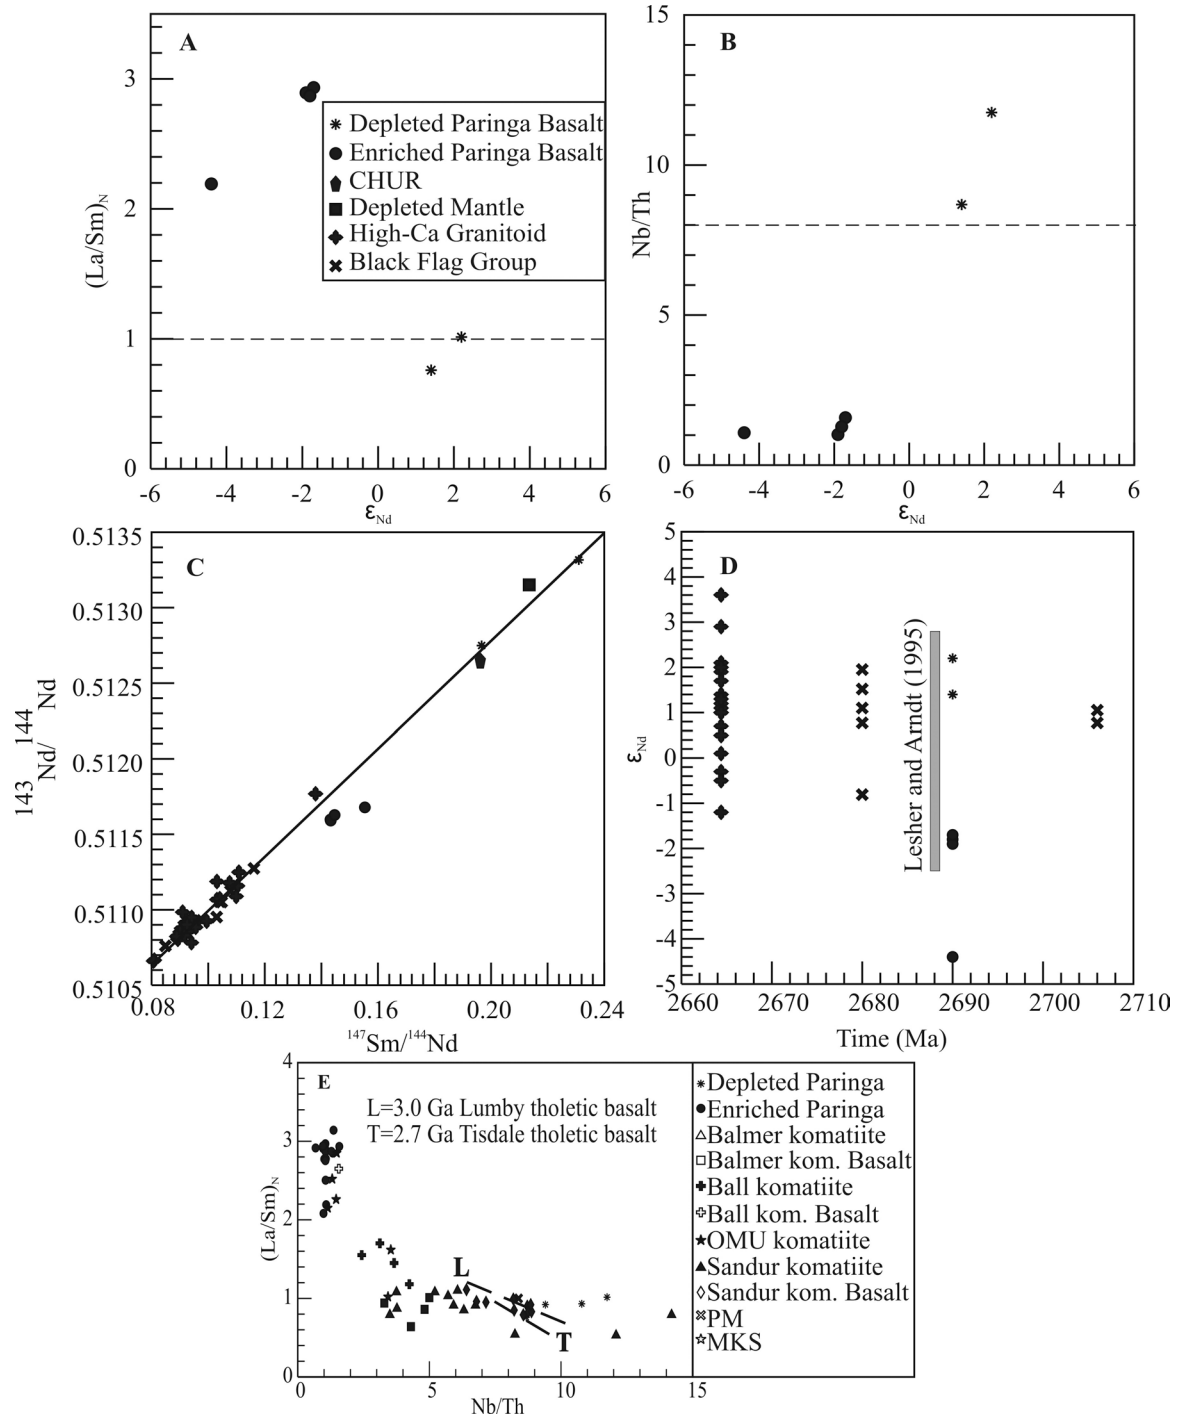 A
3
2
1
0
-6
-4
-2
0
2
4
6
(La/Sm)N
εNd
Depleted Paringa Basalt
Enriched Paringa Basalt
CHUR
Depleted Mantle
High-Ca Granitoid
Black Flag Group
B
15
10
5
0
-6
-4
-2
0
2
4
6
Nb/Th
εNd
C
0.5135
0.5130
0.5125
0.5120
0.5115
0.5110
0.5105
0.08
0.12
0.16
0.20
0.24
143Nd/144Nd
147Sm/144Nd
D
5
4
3
2
1
0
-1
-2
-3
-4
-5
2660
2670
2680
2690
2700
2710
εNd
Lesher and Arndt (1995)
Time (Ma)
E
4
3
2
1
0
0
5
10
15
(La/Sm)N
Nb/Th
L=3.0 Ga Lumby tholetic basalt
T=2.7 Ga Tisdale tholetic basalt
L
T
Depleted Paringa
Enriched Paringa
Balmer komatiite
Balmer kom. Basalt
Ball komatiite
Ball kom. Basalt
OMU komatiite
Sandur komatiite
Sandur kom. Basalt
PM
MKS